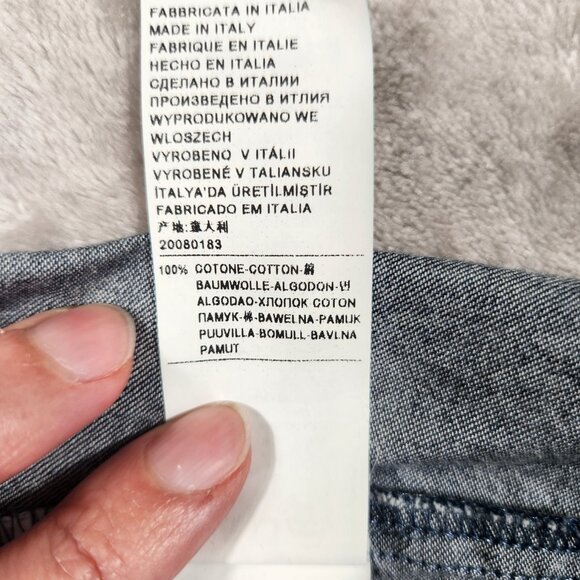 FABBRICATA IN ITALIA
MADE IN ITALY
FABRIQUE EN ITALIE
HECHO EN ITALIA
СДЕЛАНО В ИТАЛИИ
ПРОИЗВЕДЕНО В ИТЛИЯ
WYPRODUKOWANO WE
WLOSZECH
VYROBENO V ITÁLII
VYROBENÉ V TALIANSKU
İTALYA'DA ÜRETİLMİŞTİR
FABRICADO EM ITALIA
产地:意大利
20080183
100% COTONE-COTTON-綿
BAUMWOLLE-ALGODON-면
ALGODAO-ХЛОПОК COTON
ПАМУК-棉-BAWELNA-PAMUK
PUUVILLA-BOMULL-BAVLNA
PAMUT